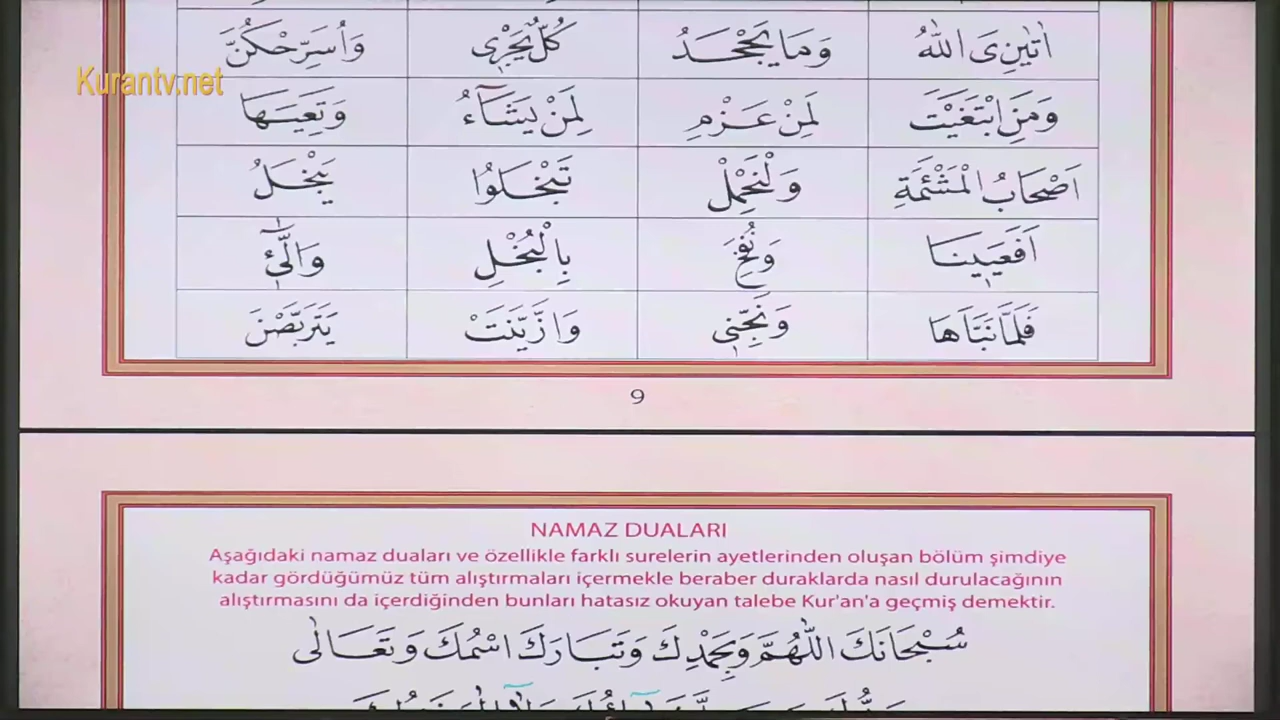 Kurantv.net
اٰتٰينِ‍ىَ اللّٰهُ وَمَا يَجْحَدُ كُلٌّ يَجْر۪ي وَاُسَرِّحْكُنَّ
وَمَنِ ابْتَغَيْتَ لَمِنْ عَزْمِ لِمَنْ يَشَٓاءُ وَتَعِيَهَا
اَصْحَابُ الْمَشْئَمَةِ وَلْنَحْمِلْ تَبْخَلُوا يَبْخَلُ
اَفَعَي۪ينَا وَنُفِخَ بِالْبُخْلِ وَالّٰٓـ۪ٔي
فَلَمَّا نَبَّاَهَا وَنَجِّن۪ي وَازَّيَّنَتْ يَتَرَبَّصْنَ
9
NAMAZ DUALARI
Aşağıdaki namaz duaları ve özellikle farklı surelerin ayetlerinden oluşan bölüm şimdiye
kadar gördüğümüz tüm alıştırmaları içermekle beraber duraklarda nasıl durulacağının
alıştırmasını da içerdiğinden bunları hatasız okuyan talebe Kur'an'a geçmiş demektir.
سُبْحَانَكَ اللّٰهُمَّ وَبِحَمْدِكَ وَتَبَارَكَ اسْمُكَ وَتَعَالٰى